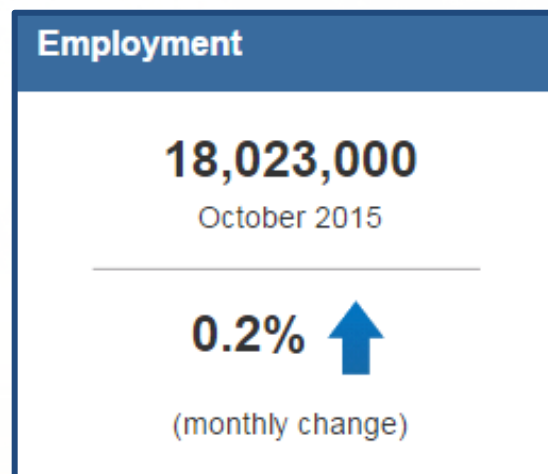 Employment
18,023,000
October 2015
0.2%
(monthly change)